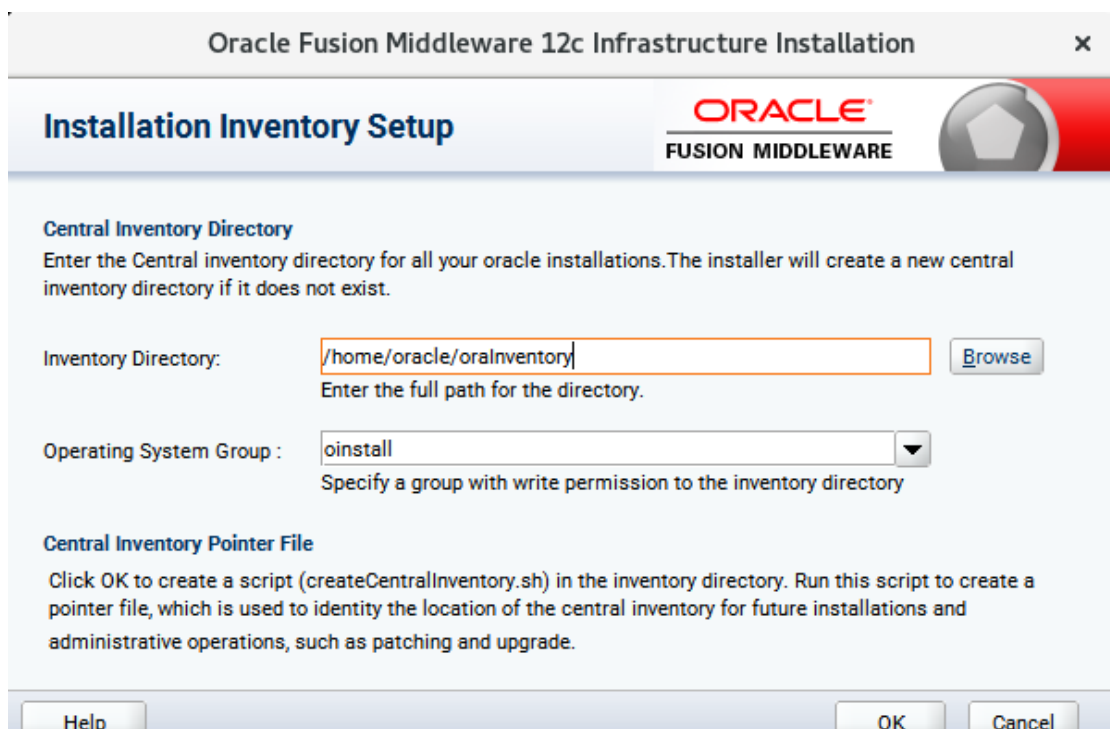 Oracle Fusion Middleware 12c Infrastructure Installation
Installation Inventory Setup
ORACLE
FUSION MIDDLEWARE
Central Inventory Directory
Enter the Central inventory directory for all your oracle installations.The installer will create a new central
inventory directory if it does not exist.
Inventory Directory: /home/oracle/oraInventory Browse
Enter the full path for the directory.
Operating System Group : oinstall
Specify a group with write permission to the inventory directory
Central Inventory Pointer File
Click OK to create a script (createCentralInventory.sh) in the inventory directory. Run this script to create a
pointer file, which is used to identity the location of the central inventory for future installations and
administrative operations, such as patching and upgrade.
Help OK Cancel